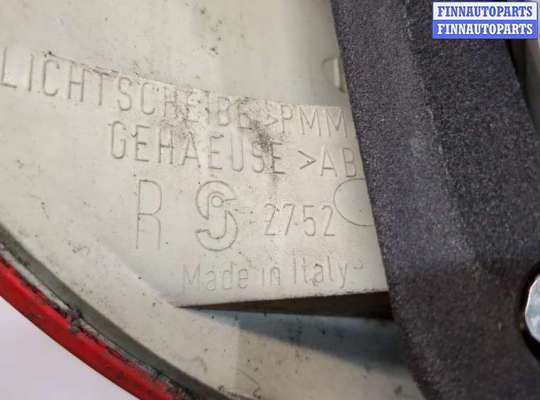 FINNAUTOPARTS
FINNAUTOPARTS
LICHTSCHEIBE >PMM
GEHAEUSE >AB
R 2752
Made in Italy